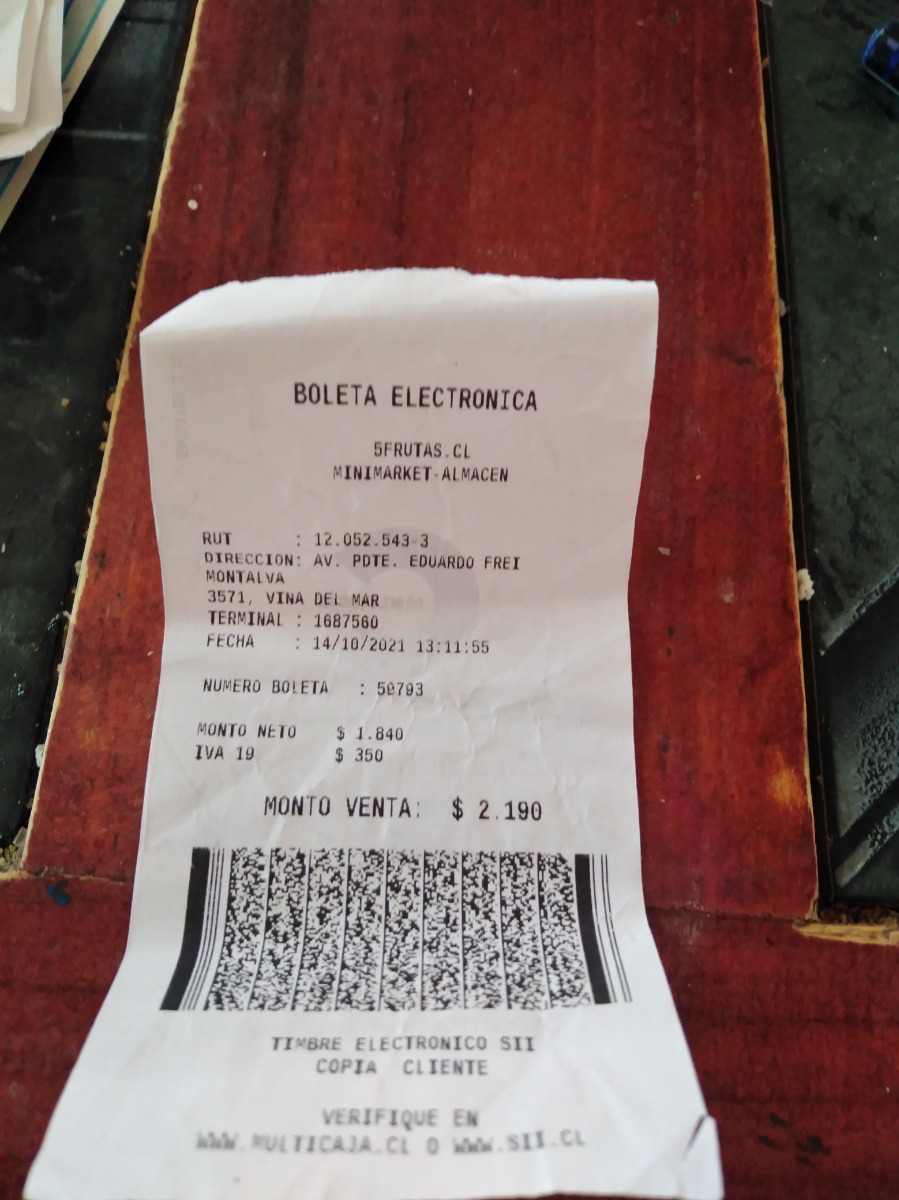 BOLETA ELECTRONICA
5FRUTAS.CL
MINIMARKET-ALMACEN
RUT : 12.052.543-3
DIRECCION: AV. PDTE. EDUARDO FREI
MONTALVA
3571, VINA DEL MAR
TERMINAL : 1687560
FECHA : 14/10/2021 13:11:55
NUMERO BOLETA : 50793
MONTO NETO $ 1.840
IVA 19 $ 350
MONTO VENTA: $ 2.190
TIMBRE ELECTRONICO SII
COPIA CLIENTE
VERIFIQUE EN
WWW.MULTICAJA.CL O WWW.SII.CL